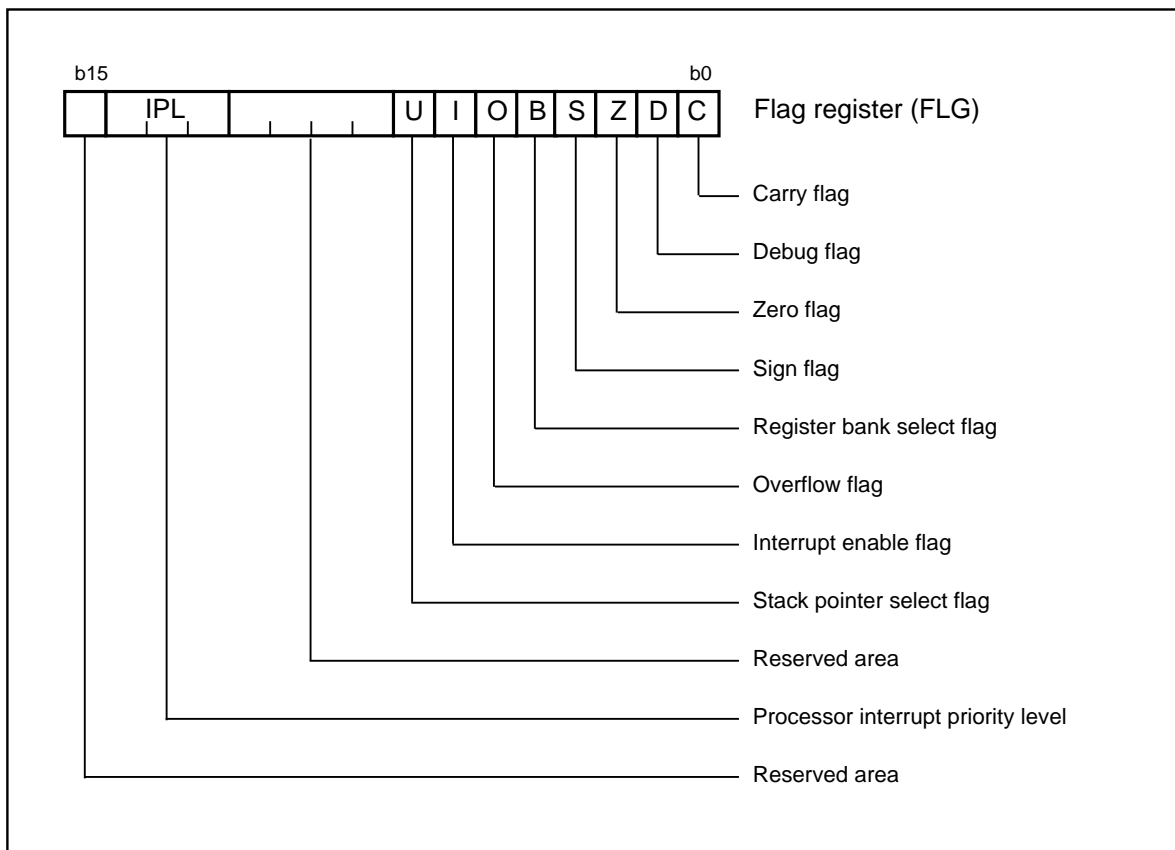 b15 b0
IPL U I O B S Z D C Flag register (FLG)
Carry flag
Debug flag
Zero flag
Sign flag
Register bank select flag
Overflow flag
Interrupt enable flag
Stack pointer select flag
Reserved area
Processor interrupt priority level
Reserved area